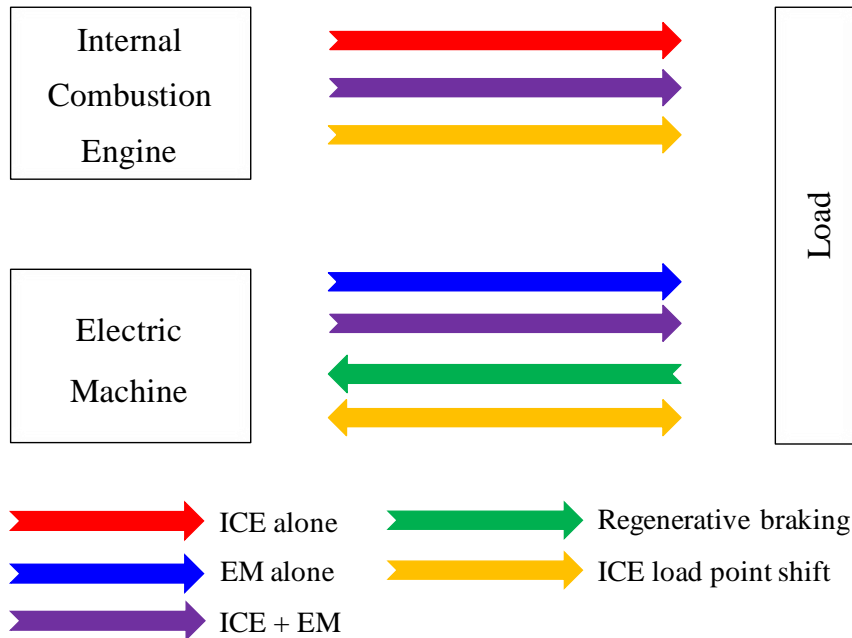 Internal
Combustion
Engine
Load
Electric
Machine
ICE alone
Regenerative braking
EM alone
ICE load point shift
ICE + EM